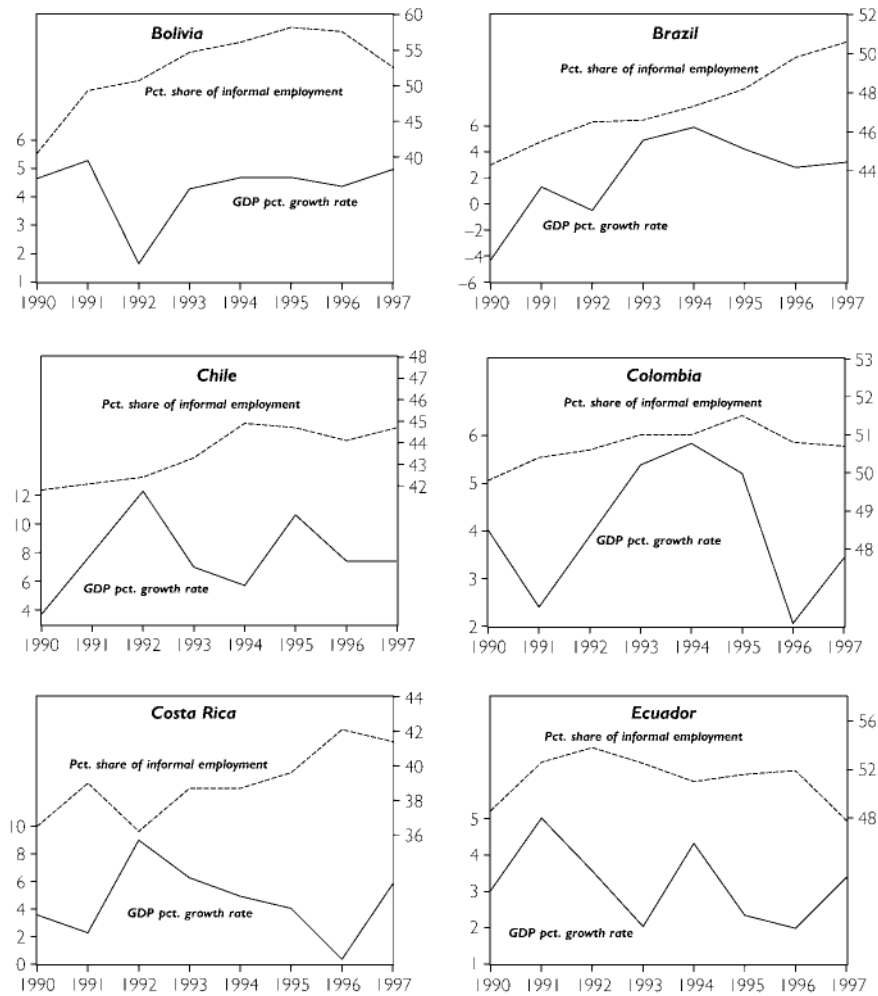 Bolivia
60
55
50
45
40
Pct. share of informal employment
6
5
4
3
2
1
GDP pct. growth rate
1990 1991 1992 1993 1994 1995 1996 1997
Brazil
52
50
48
46
44
Pct. share of informal employment
6
4
2
0
–2
–4
–6
GDP pct. growth rate
1990 1991 1992 1993 1994 1995 1996 1997
Chile
48
47
46
45
44
43
42
Pct. share of informal employment
12
10
8
6
4
GDP pct. growth rate
1990 1991 1992 1993 1994 1995 1996 1997
Colombia
53
52
51
50
49
48
Pct. share of informal employment
6
5
4
3
2
GDP pct. growth rate
1990 1991 1992 1993 1994 1995 1996 1997
Costa Rica
44
42
40
38
36
Pct. share of informal employment
10
8
6
4
2
0
GDP pct. growth rate
1990 1991 1992 1993 1994 1995 1996 1997
Ecuador
56
52
48
Pct. share of informal employment
5
4
3
2
1
GDP pct. growth rate
1990 1991 1992 1993 1994 1995 1996 1997